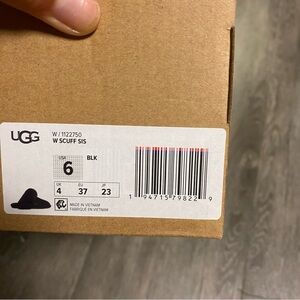 UGG
W / 1122750
W SCUFF SIS
USA
6
BLK
UK EU JP
4 37 23
MADE IN VIETNAM
FABRIQUÉ EN VIETNAM
1 94715 79822 9